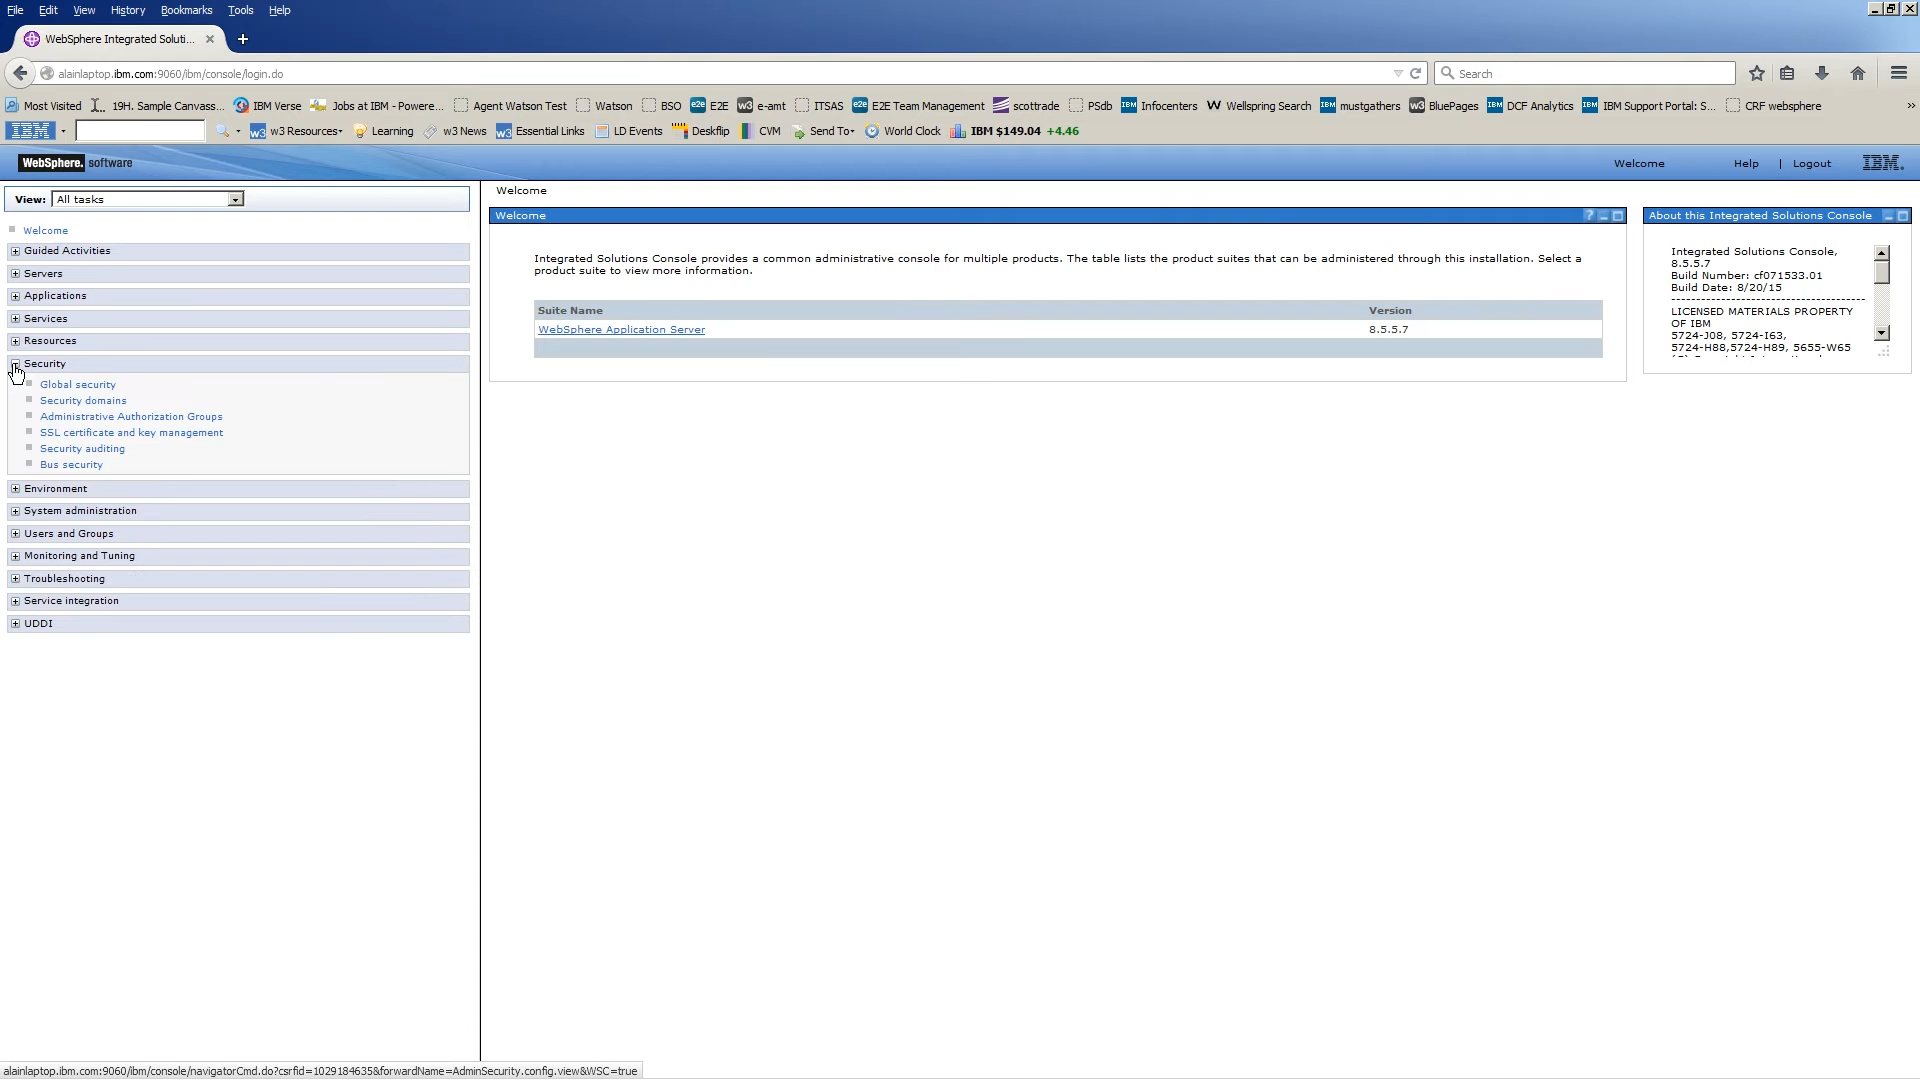 File Edit View History Bookmarks Tools Help
WebSphere Integrated Soluti...
alainlaptop.ibm.com:9060/ibm/console/login.do
Search
Most Visited 19H. Sample Canvass... IBM Verse Jobs at IBM - Powere... Agent Watson Test Watson BSO E2E e-amt ITSAS E2E Team Management scottrade PSdb Infocenters Wellspring Search mustgathers BluePages DCF Analytics IBM Support Portal: S... CRF websphere
IBM w3 Resources Learning w3 News Essential Links LD Events Deskflip CVM Send To World Clock IBM $149.04 +4.46
WebSphere. software
Welcome Help | Logout IBM.
View: All tasks
Welcome
Guided Activities
Servers
Applications
Services
Resources
Security
Global security
Security domains
Administrative Authorization Groups
SSL certificate and key management
Security auditing
Bus security
Environment
System administration
Users and Groups
Monitoring and Tuning
Troubleshooting
Service integration
UDDI
Welcome
Welcome
Integrated Solutions Console provides a common administrative console for multiple products. The table lists the product suites that can be administered through this installation. Select a
product suite to view more information.
Suite Name Version
WebSphere Application Server 8.5.5.7
About this Integrated Solutions Console
Integrated Solutions Console,
8.5.5.7
Build Number: cf071533.01
Build Date: 8/20/15
----------------------------------------
LICENSED MATERIALS PROPERTY
OF IBM
5724-J08, 5724-I63,
5724-H88,5724-H89, 5655-W65
alainlaptop.ibm.com:9060/ibm/console/navigatorCmd.do?csrfid=1029184635&forwardName=AdminSecurity.config.view&WSC=true